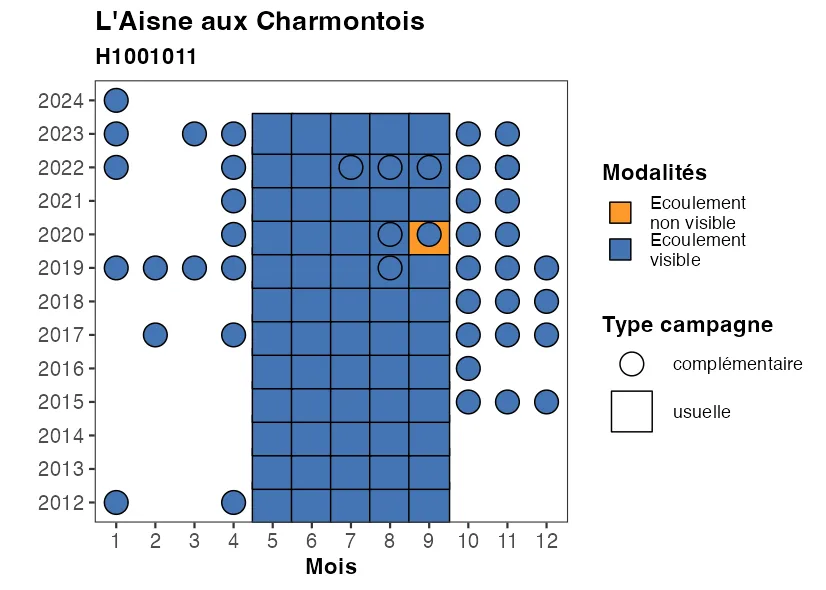 L'Aisne aux Charmontois
H1001011
2024
2023
2022
2021
2020
2019
2018
2017
2016
2015
2014
2013
2012
1 2 3 4 5 6 7 8 9 10 11 12
Mois
Modalités
Ecoulement
non visible
Ecoulement
visible
Type campagne
complémentaire
usuelle